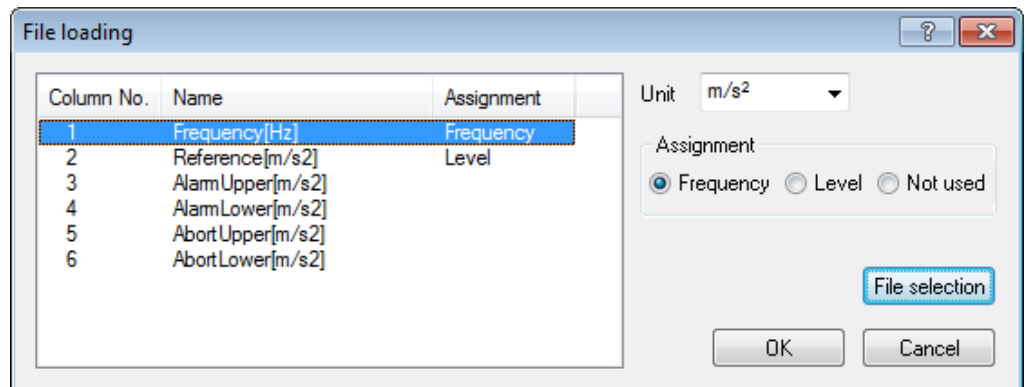 File loading
Column No. Name Assignment
1 Frequency[Hz] Frequency
2 Reference[m/s2] Level
3 AlarmUpper[m/s2]
4 AlarmLower[m/s2]
5 AbortUpper[m/s2]
6 AbortLower[m/s2]
Unit m/s²
Assignment
Frequency Level Not used
File selection
OK Cancel